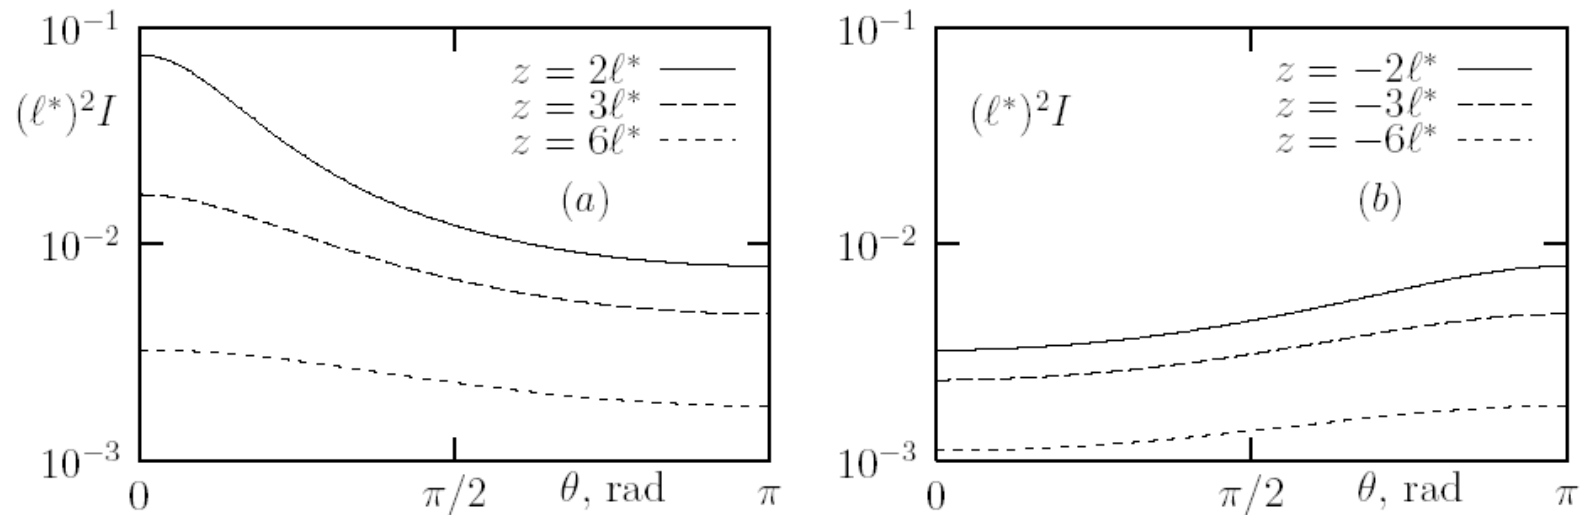 10⁻¹
(ℓ*)²I
10⁻²
10⁻³
z = 2ℓ*
z = 3ℓ*
z = 6ℓ*
(a)
0
π/2
θ, rad
π
10⁻¹
(ℓ*)²I
10⁻²
10⁻³
z = −2ℓ*
z = −3ℓ*
z = −6ℓ*
(b)
0
π/2
θ, rad
π